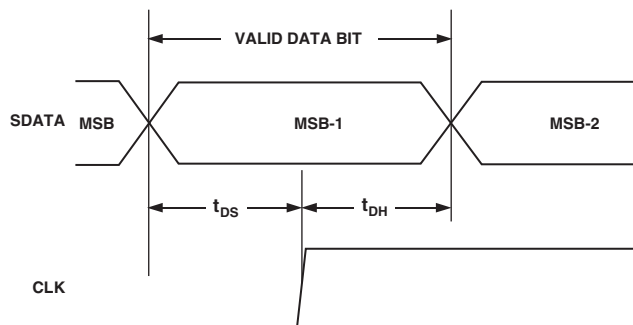 VALID DATA BIT
SDATA MSB MSB-1 MSB-2
tDS tDH
CLK